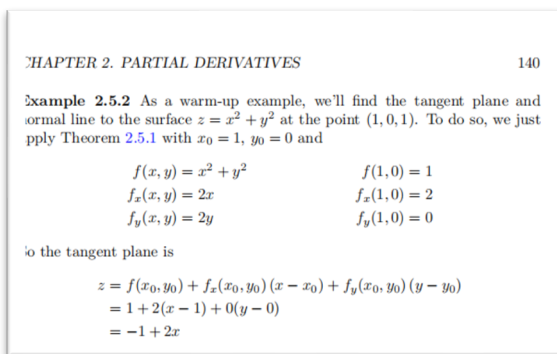 CHAPTER 2. PARTIAL DERIVATIVES 140
Example 2.5.2 As a warm-up example, we'll find the tangent plane and
normal line to the surface z = x² + y² at the point (1, 0, 1). To do so, we just
apply Theorem 2.5.1 with x₀ = 1, y₀ = 0 and
f(x, y) = x² + y² f(1, 0) = 1
fₓ(x, y) = 2x fₓ(1, 0) = 2
f_y(x, y) = 2y f_y(1, 0) = 0
So the tangent plane is
z = f(x₀, y₀) + fₓ(x₀, y₀) (x − x₀) + f_y(x₀, y₀) (y − y₀)
= 1 + 2(x − 1) + 0(y − 0)
= −1 + 2x